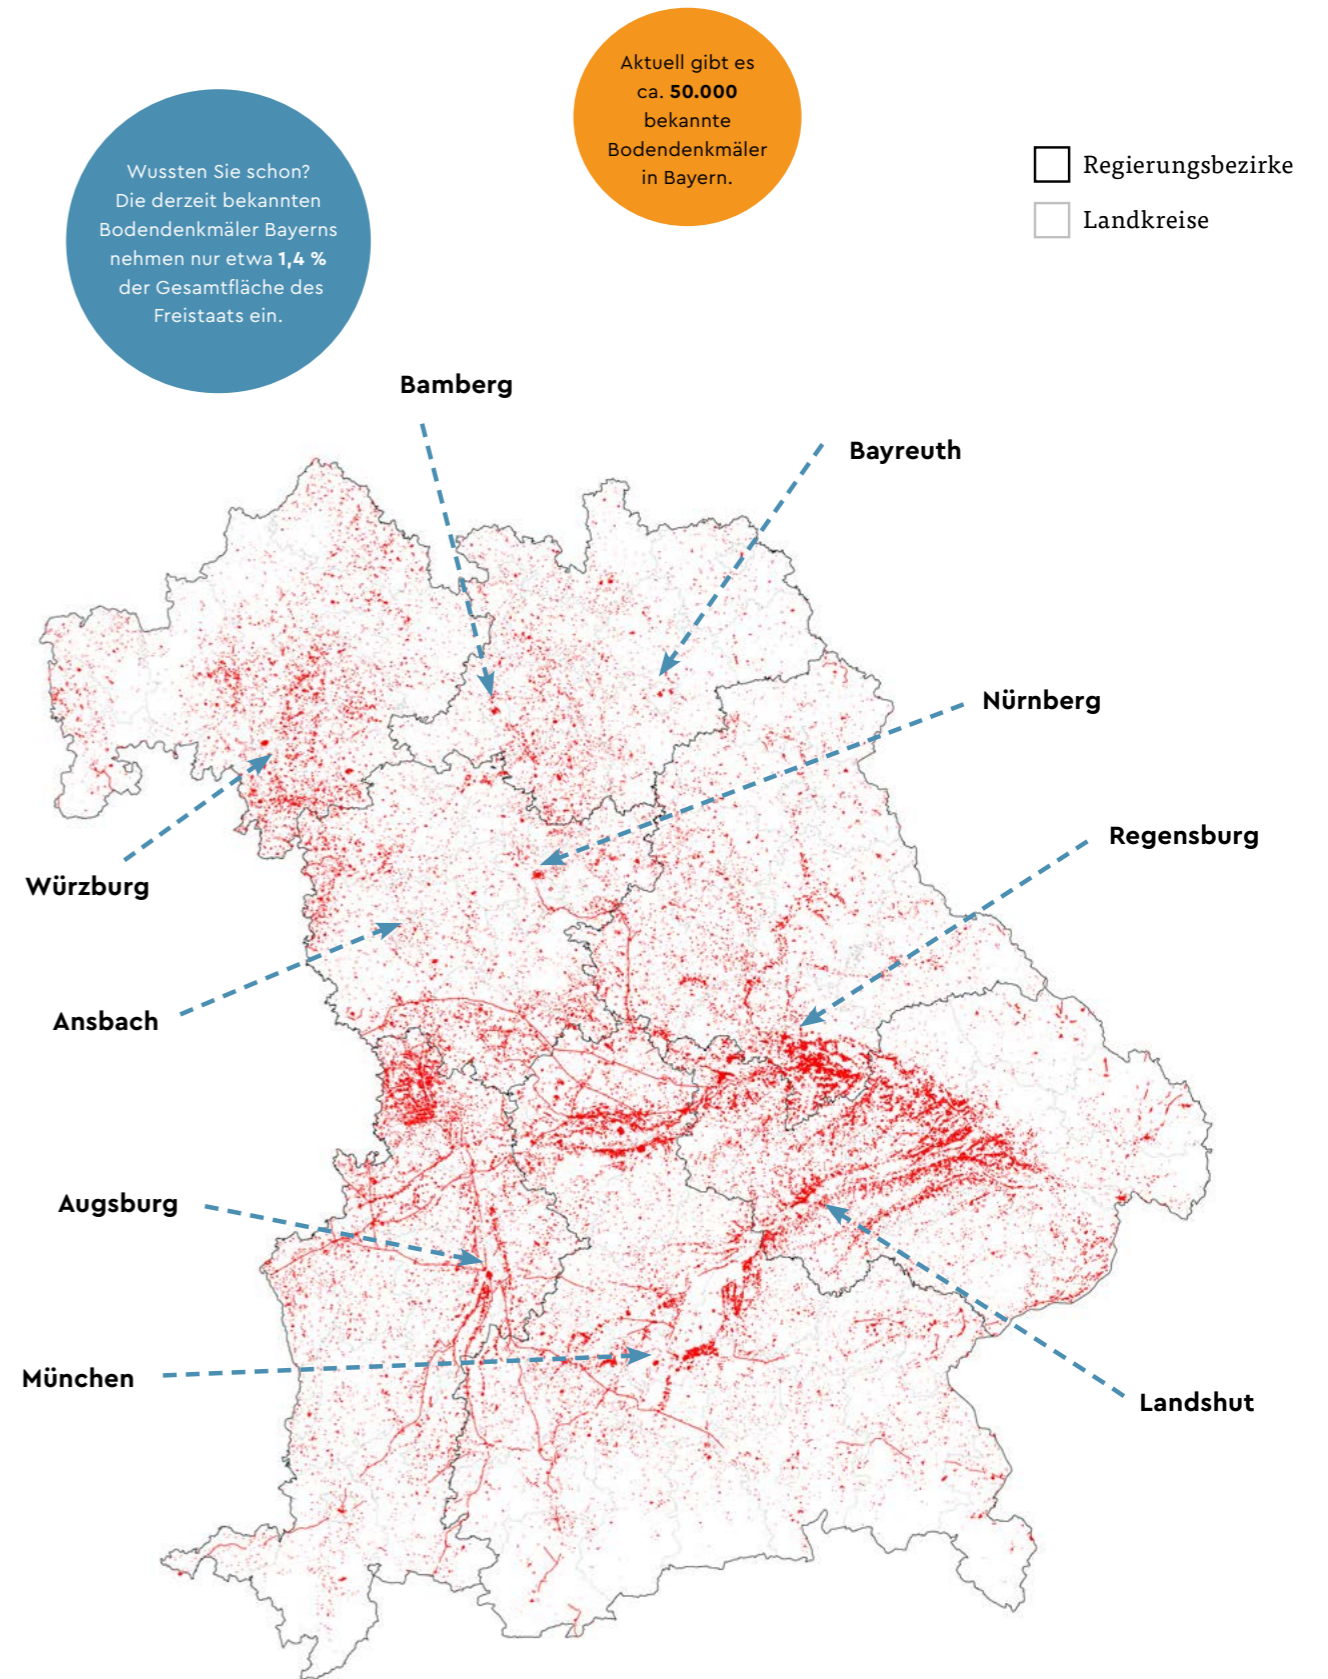 Aktuell gibt es
ca. 50.000
bekannte
Bodendenkmäler
in Bayern.
Wussten Sie schon?
Die derzeit bekannten
Bodendenkmäler Bayerns
nehmen nur etwa 1,4 %
der Gesamtfläche des
Freistaats ein.
Regierungsbezirke
Landkreise
Bamberg
Bayreuth
Nürnberg
Regensburg
Würzburg
Ansbach
Augsburg
München
Landshut